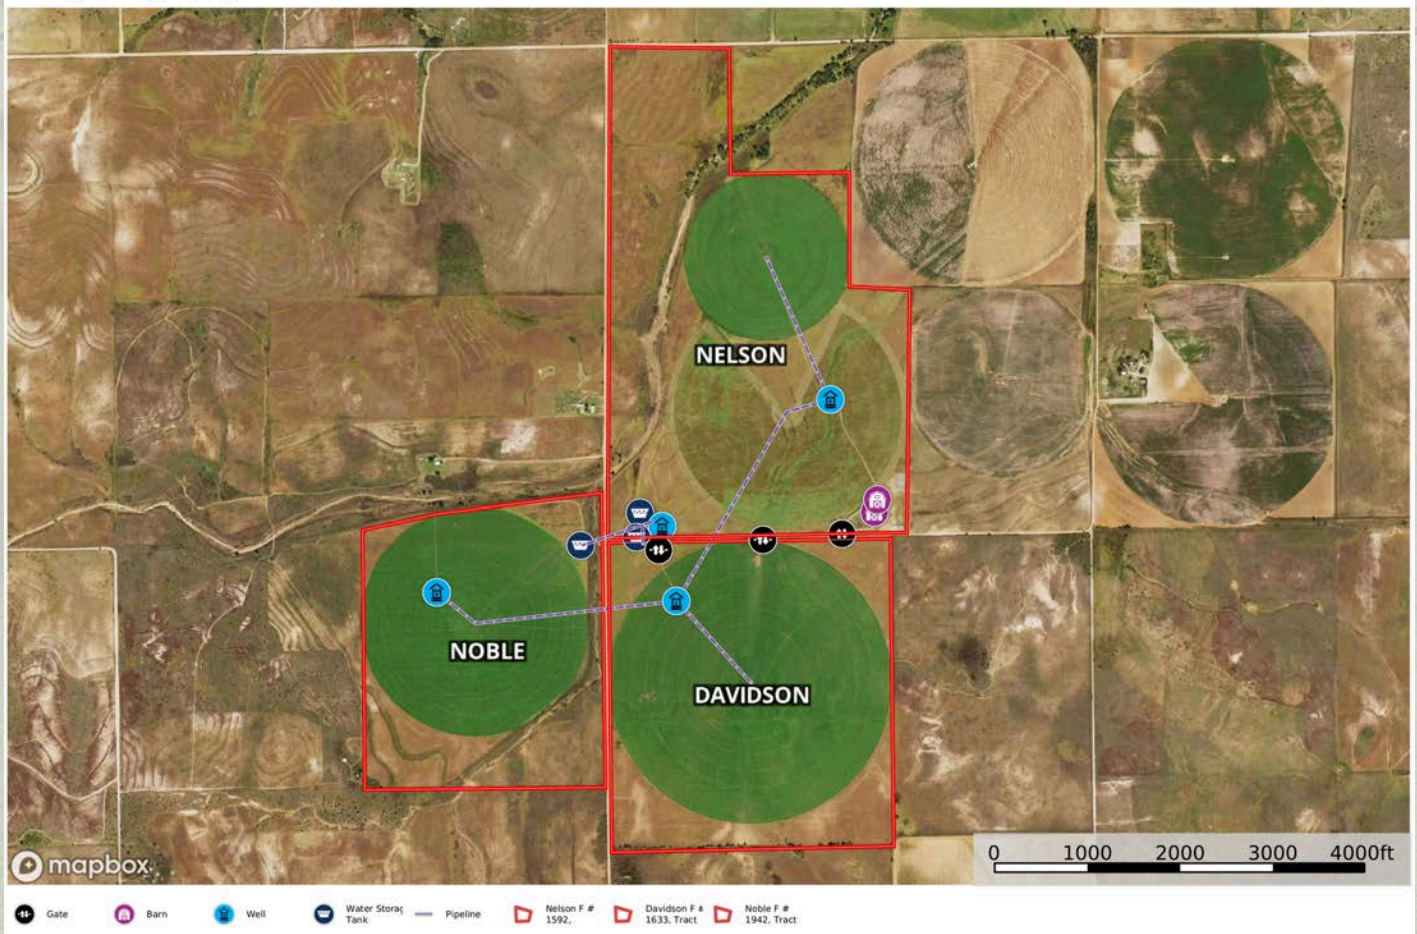 NELSON
NOBLE
DAVIDSON
mapbox
0 1000 2000 3000 4000ft
Gate
Barn
Well
Water Storag
Tank
Pipeline
Nelson F #
1592,
Davidson F #
1633, Tract
Noble F #
1942, Tract